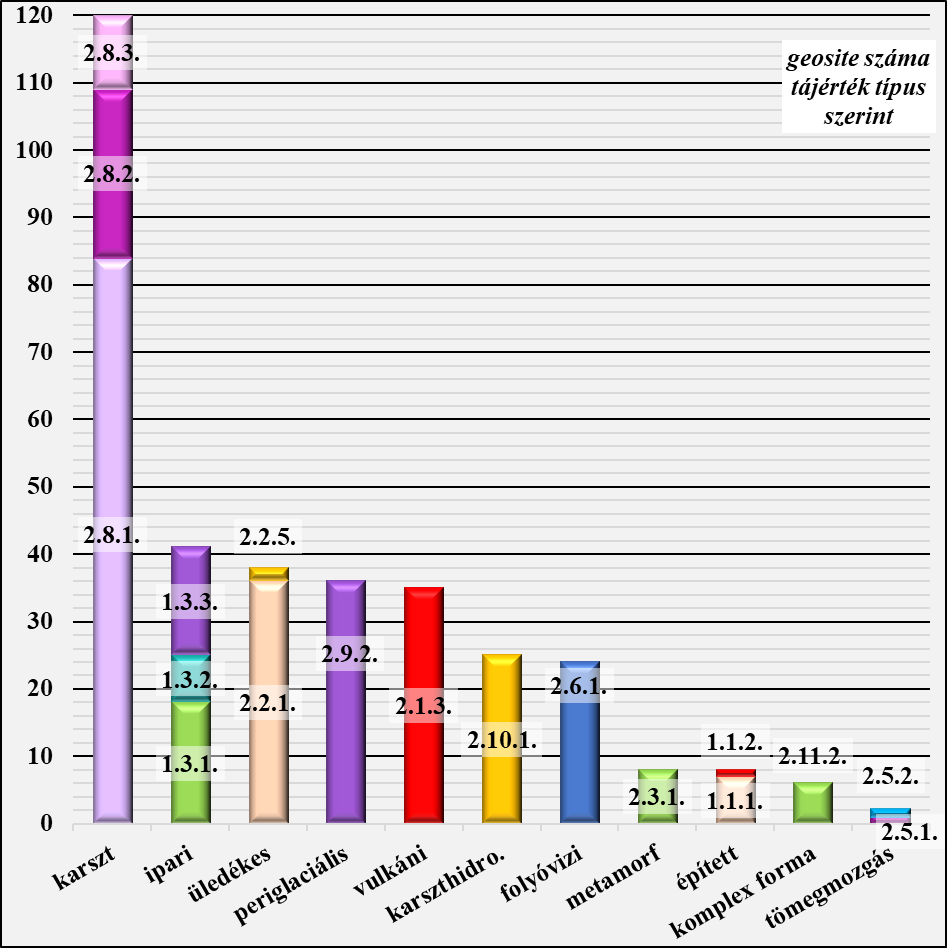 120
110
100
90
80
70
60
50
40
30
20
10
0
geosite száma
tájérték típus
szerint
2.8.3.
2.8.2.
2.8.1.
1.3.3.
1.3.2.
1.3.1.
2.2.5.
2.2.1.
2.9.2.
2.1.3.
2.10.1.
2.6.1.
2.3.1.
1.1.2.
1.1.1.
2.11.2.
2.5.2.
2.5.1.
karszt
ipari
üledékes
periglaciális
vulkáni
karszthidro.
folyóvizi
metamorf
épített
komplex forma
tömegmozgás